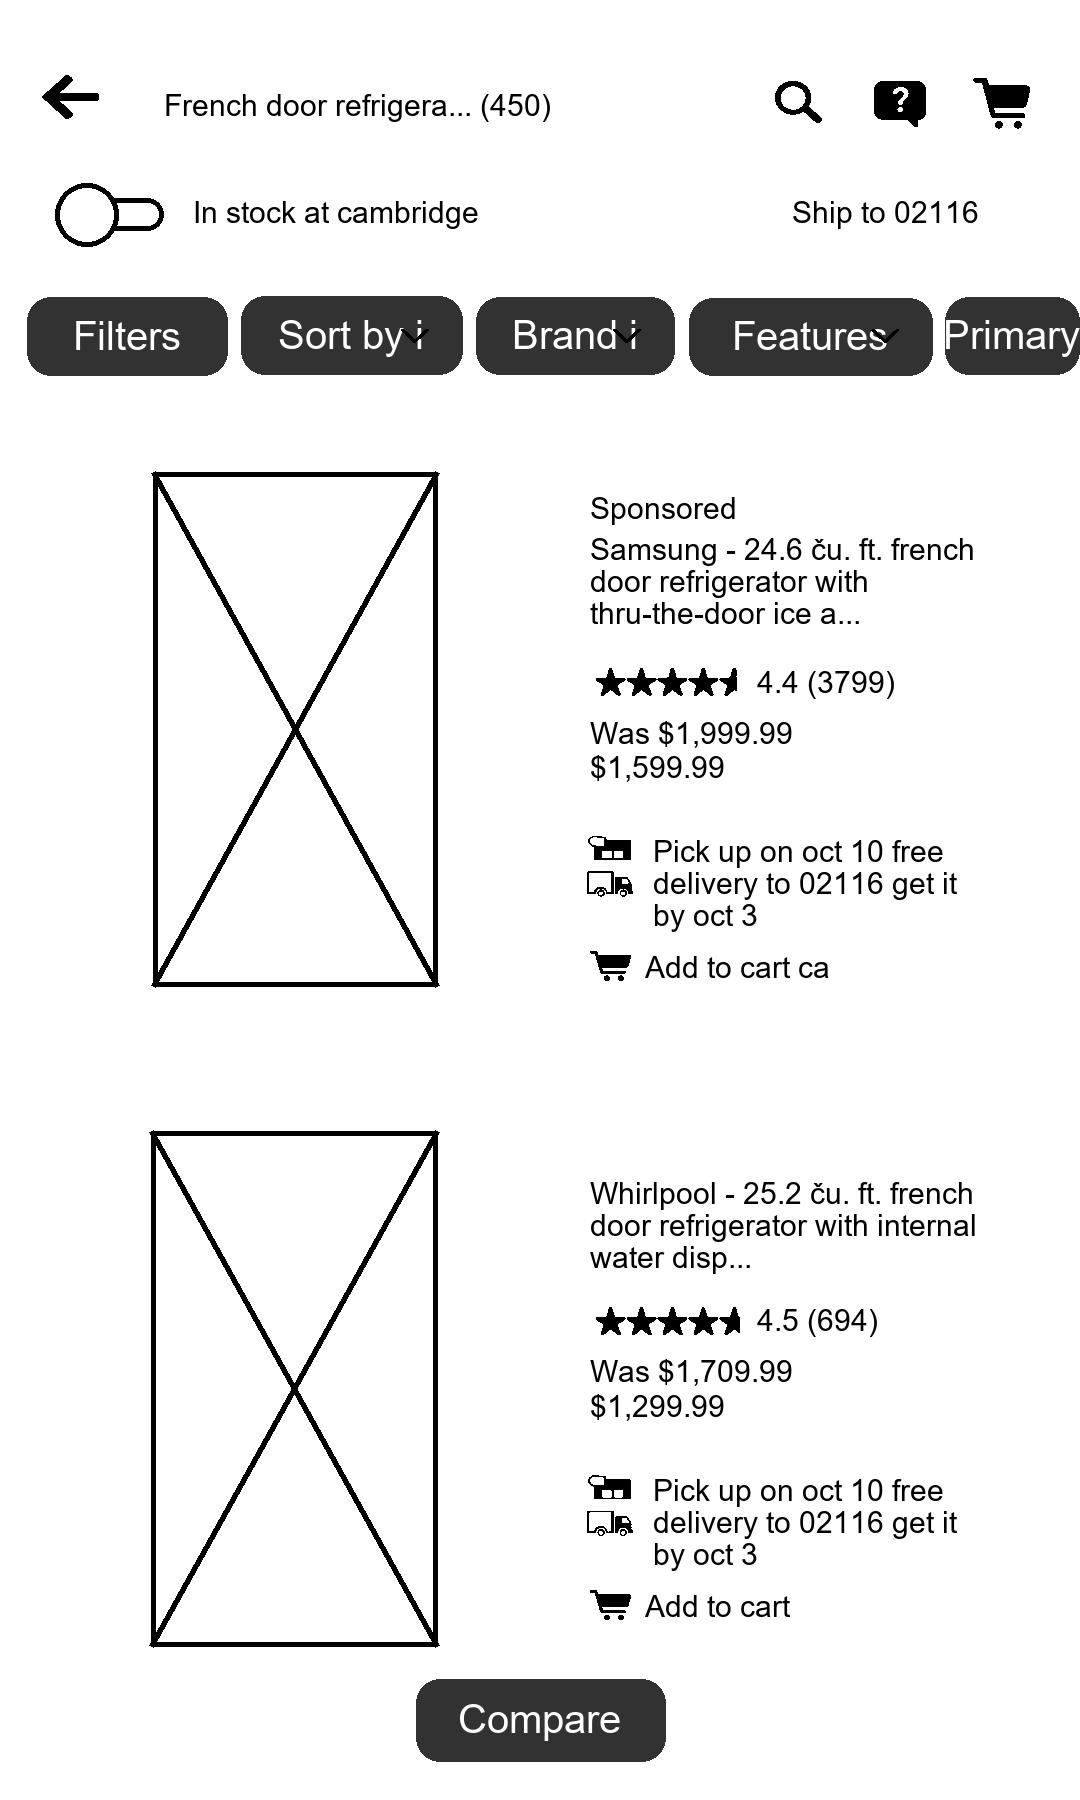 French door refrigera... (450)
?
In stock at cambridge
Ship to 02116
Filters
Sort by i
Brand i
Features
Primary
Sponsored
Samsung - 24.6 ču. ft. french
door refrigerator with
thru-the-door ice a...
4.4 (3799)
Was $1,999.99
$1,599.99
Pick up on oct 10 free
delivery to 02116 get it
by oct 3
Add to cart ca
Whirlpool - 25.2 ču. ft. french
door refrigerator with internal
water disp...
4.5 (694)
Was $1,709.99
$1,299.99
Pick up on oct 10 free
delivery to 02116 get it
by oct 3
Add to cart
Compare